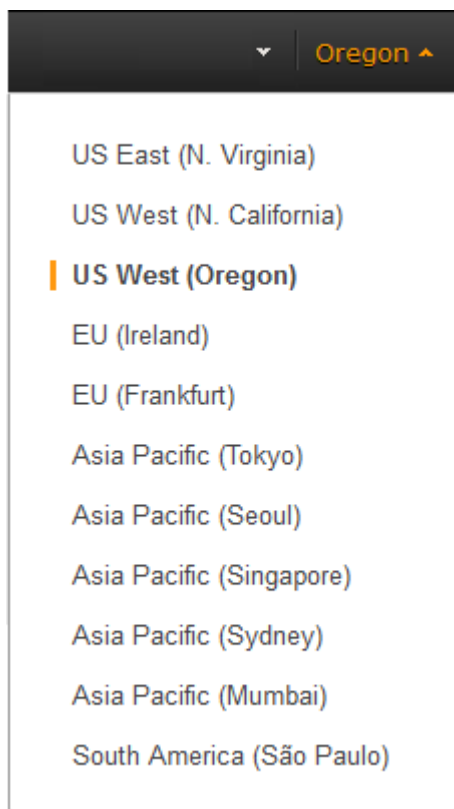 Oregon
US East (N. Virginia)
US West (N. California)
US West (Oregon)
EU (Ireland)
EU (Frankfurt)
Asia Pacific (Tokyo)
Asia Pacific (Seoul)
Asia Pacific (Singapore)
Asia Pacific (Sydney)
Asia Pacific (Mumbai)
South America (São Paulo)